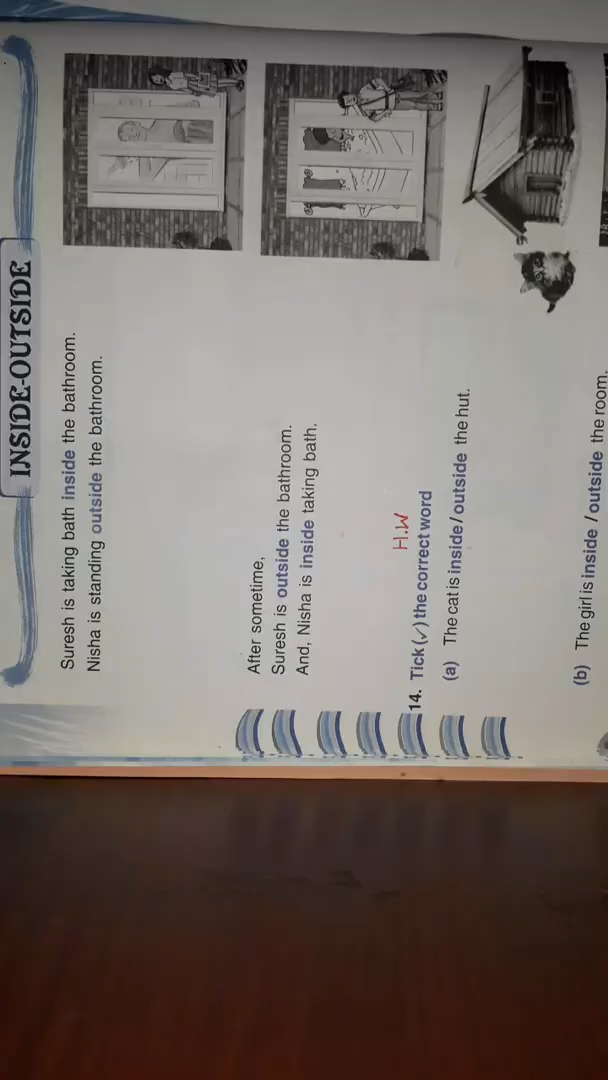 INSIDE-OUTSIDE
Suresh is taking bath inside the bathroom.
Nisha is standing outside the bathroom.
After sometime,
Suresh is outside the bathroom.
And, Nisha is inside taking bath.
H.W
14. Tick (✓) the correct word
(a) The cat is inside / outside the hut.
(b) The girl is inside / outside the room.